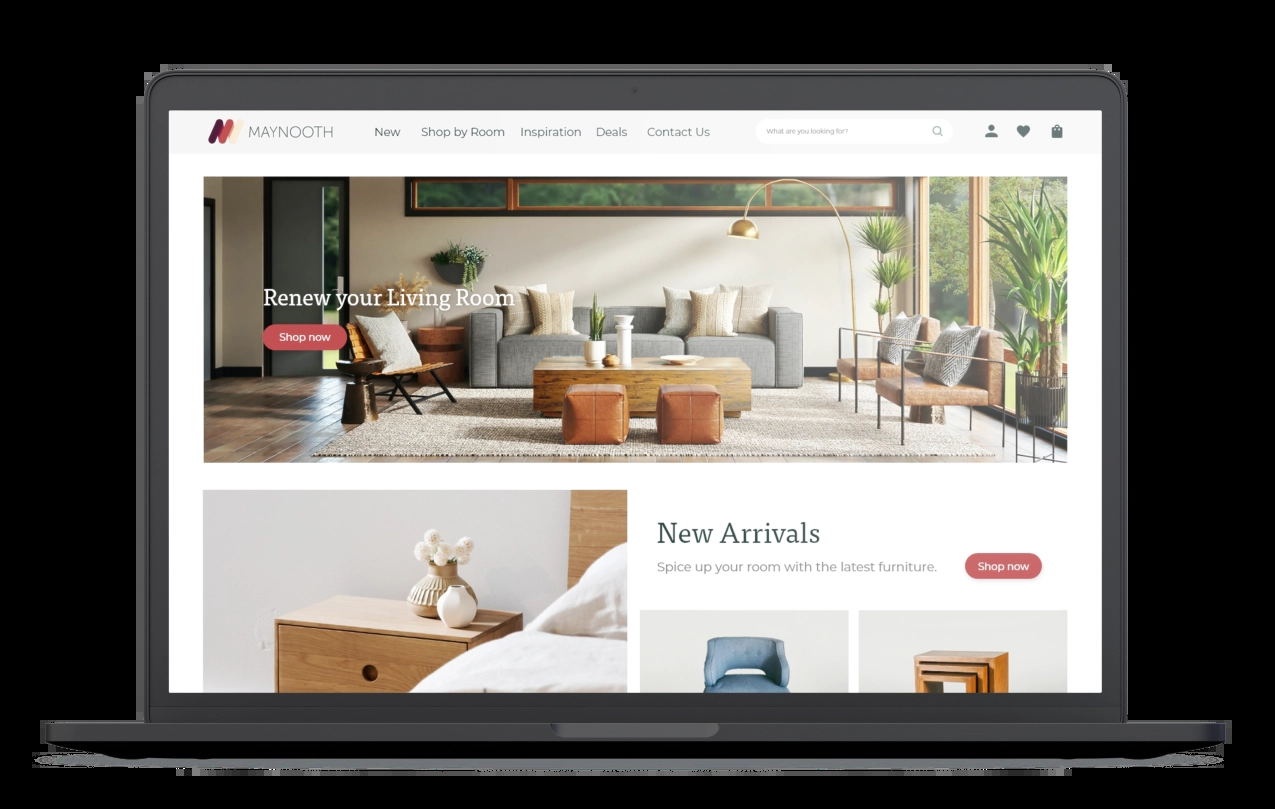 MAYNOOTH
New Shop by Room Inspiration Deals Contact Us
What are you looking for?
Renew your Living Room
Shop now
New Arrivals
Spice up your room with the latest furniture.
Shop now